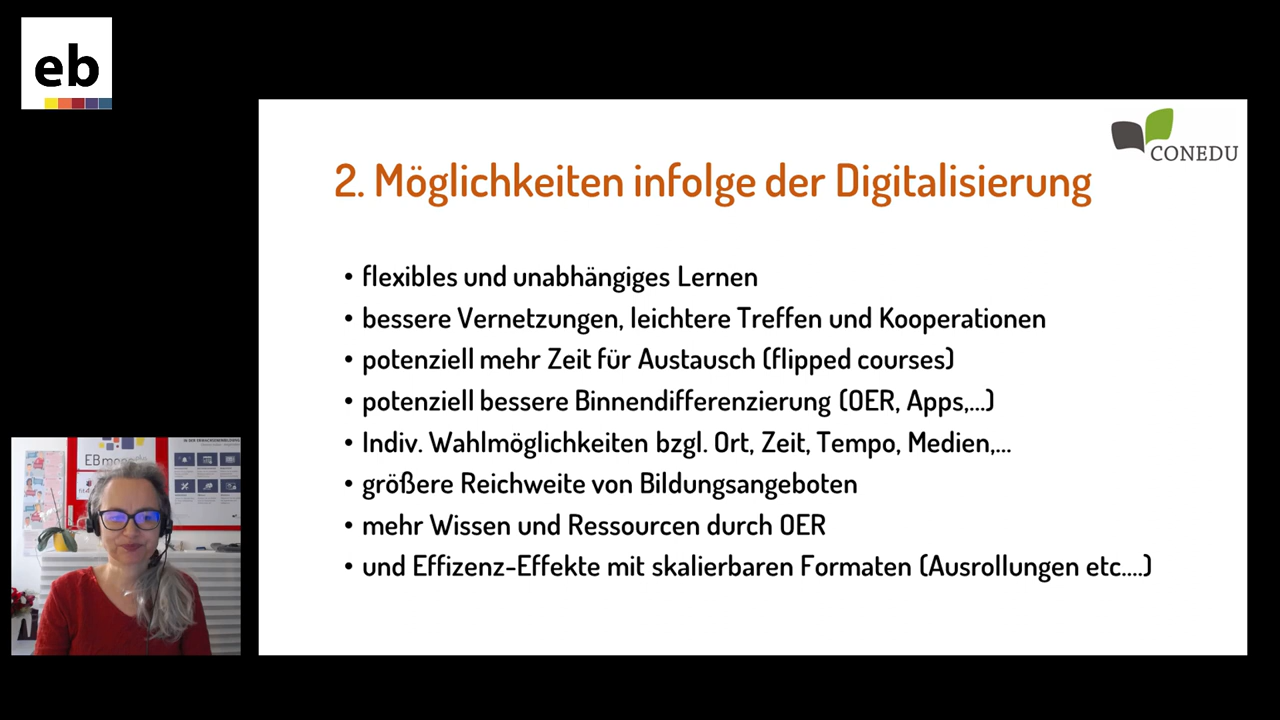 eb
CONEDU
2. Möglichkeiten infolge der Digitalisierung
• flexibles und unabhängiges Lernen
• bessere Vernetzungen, leichtere Treffen und Kooperationen
• potenziell mehr Zeit für Austausch (flipped courses)
• potenziell bessere Binnendifferenzierung (OER, Apps,...)
• Indiv. Wahlmöglichkeiten bzgl. Ort, Zeit, Tempo, Medien,...
• größere Reichweite von Bildungsangeboten
• mehr Wissen und Ressourcen durch OER
• und Effizenz-Effekte mit skalierbaren Formaten (Ausrollungen etc....)